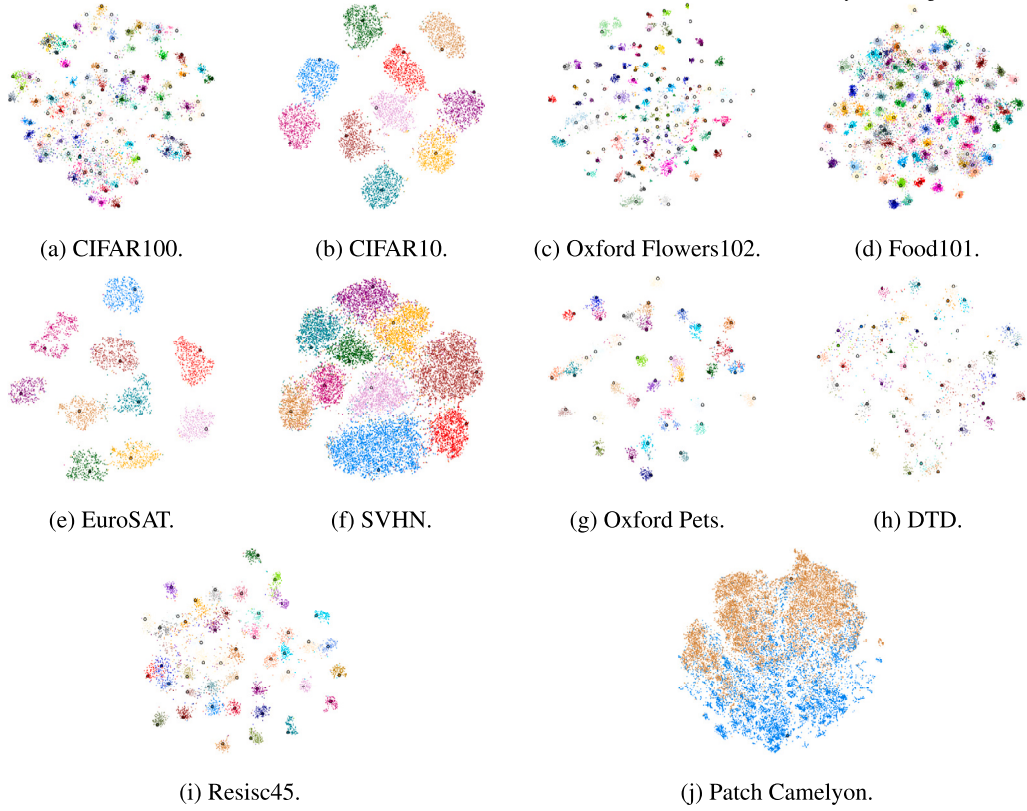 (a) CIFAR100.
(b) CIFAR10.
(c) Oxford Flowers102.
(d) Food101.
(e) EuroSAT.
(f) SVHN.
(g) Oxford Pets.
(h) DTD.
(i) Resisc45.
(j) Patch Camelyon.